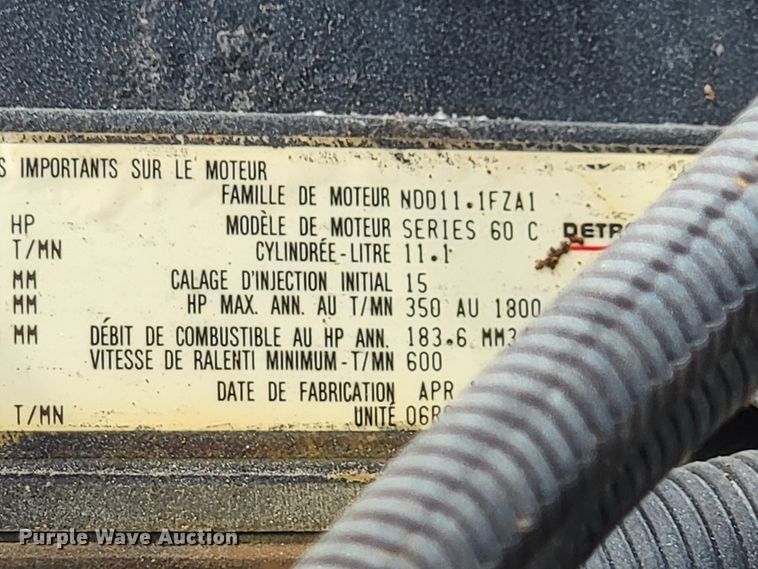 S IMPORTANTS SUR LE MOTEUR
FAMILLE DE MOTEUR NDD11.1FZA1
HP MODÈLE DE MOTEUR SERIES 60 C
T/MN CYLINDRÉE-LITRE 11.1
MM CALAGE D'INJECTION INITIAL 15
MM HP MAX. ANN. AU T/MN 350 AU 1800
MM DÉBIT DE COMBUSTIBLE AU HP ANN. 183.6 MM3
VITESSE DE RALENTI MINIMUM-T/MN 600
DATE DE FABRICATION APR
T/MN UNITÉ
Purple Wave Auction